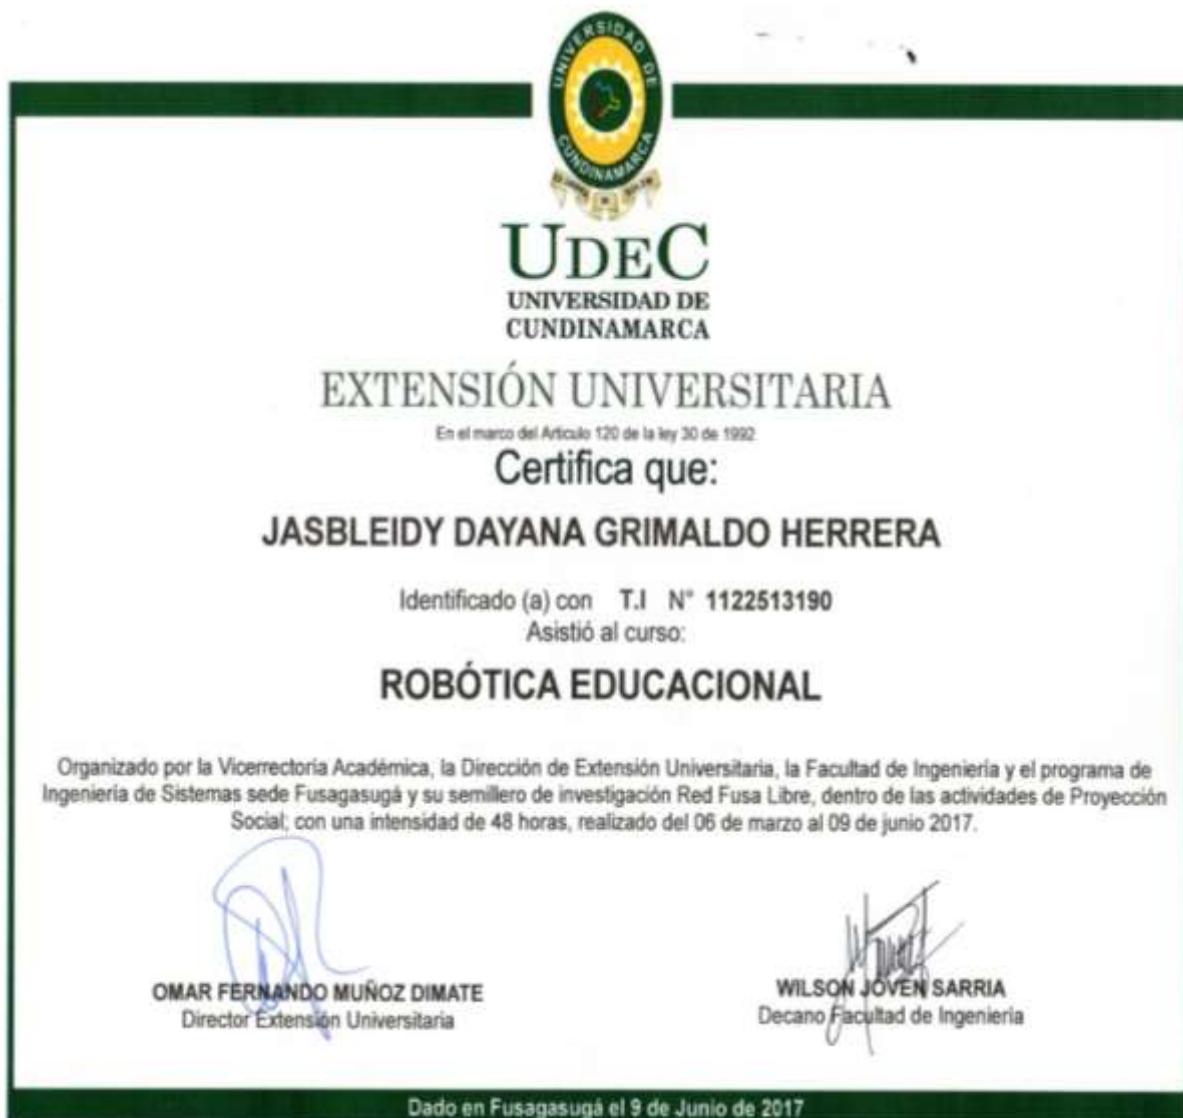 UNIVERSIDAD DE
CUNDINAMARCA
UDEC
UNIVERSIDAD DE
CUNDINAMARCA
EXTENSIÓN UNIVERSITARIA
En el marco del Articulo 120 de la ley 30 de 1992
Certifica que:
JASBLEIDY DAYANA GRIMALDO HERRERA
Identificado (a) con T.I N° 1122513190
Asistió al curso:
ROBÓTICA EDUCACIONAL
Organizado por la Vicerrectoría Académica, la Dirección de Extensión Universitaria, la Facultad de Ingeniería y el programa de
Ingeniería de Sistemas sede Fusagasugá y su semillero de investigación Red Fusa Libre, dentro de las actividades de Proyección
Social; con una intensidad de 48 horas, realizado del 06 de marzo al 09 de junio 2017.
OMAR FERNANDO MUÑOZ DIMATE
Director Extensión Universitaria
WILSON JOVEN SARRIA
Decano Facultad de Ingeniería
Dado en Fusagasugá el 9 de Junio de 2017